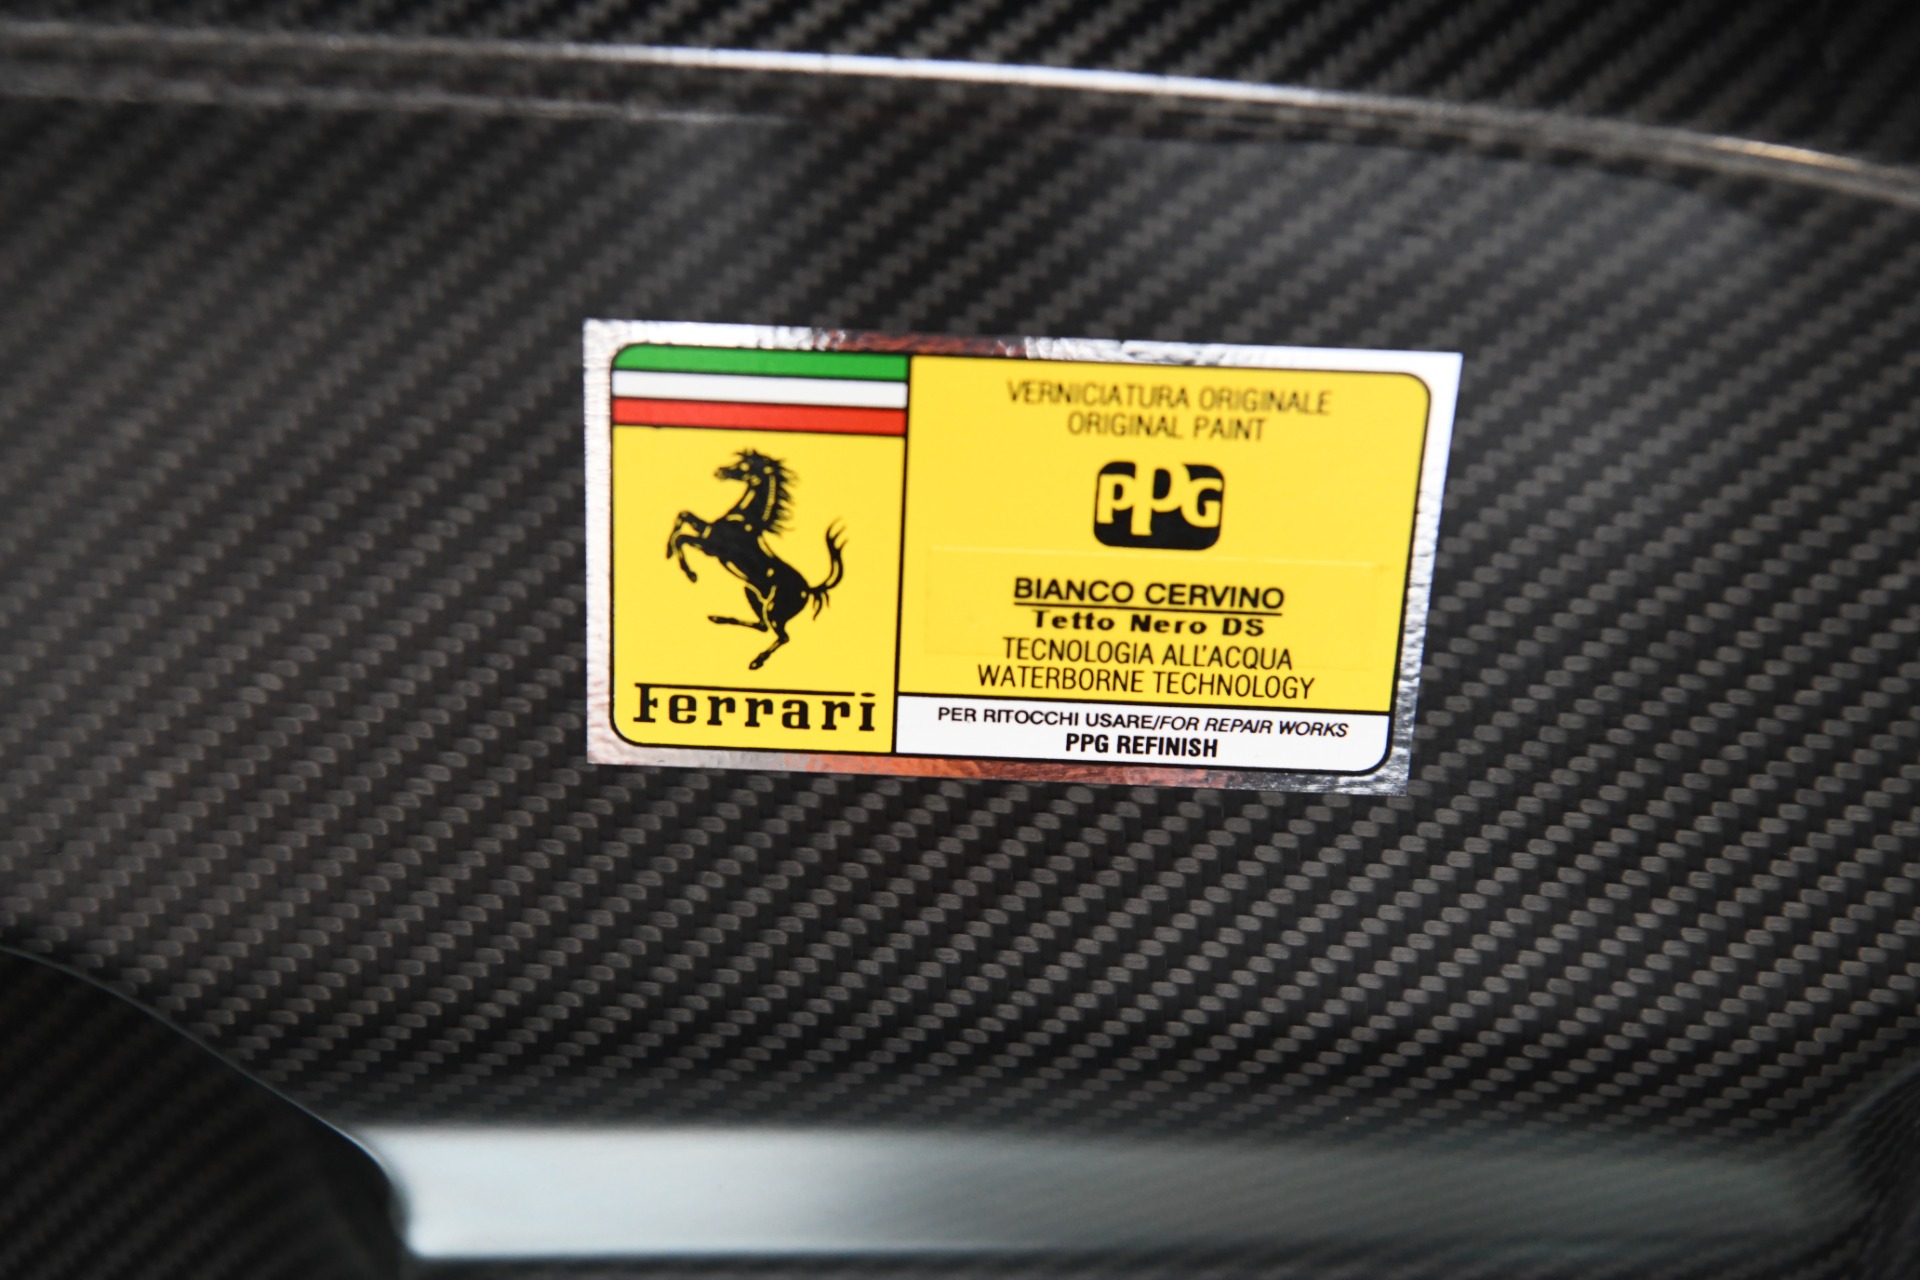 Ferrari
VERNICIATURA ORIGINALE
ORIGINAL PAINT
PPG
BIANCO CERVINO
Tetto Nero DS
TECNOLOGIA ALL'ACQUA
WATERBORNE TECHNOLOGY
PER RITOCCHI USARE/FOR REPAIR WORKS
PPG REFINISH